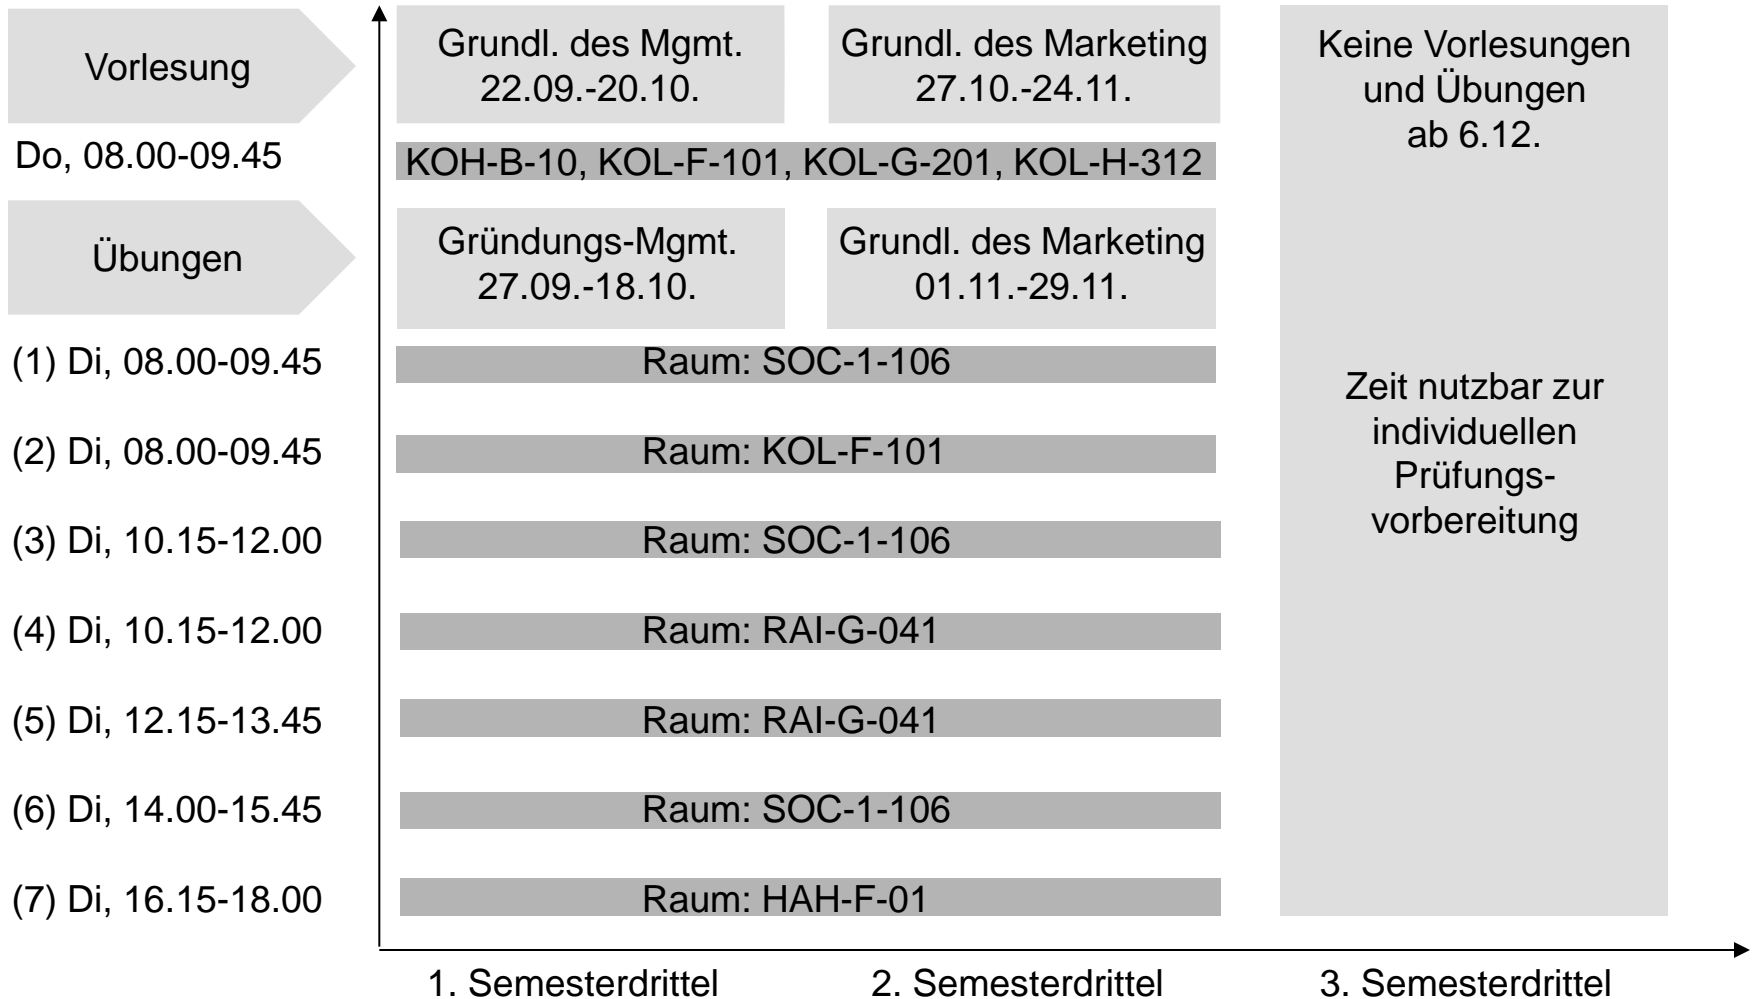 Vorlesung
Grundl. des Mgmt.
22.09.-20.10.
Grundl. des Marketing
27.10.-24.11.
Keine Vorlesungen
und Übungen
ab 6.12.
Do, 08.00-09.45
KOH-B-10, KOL-F-101, KOL-G-201, KOL-H-312
Übungen
Gründungs-Mgmt.
27.09.-18.10.
Grundl. des Marketing
01.11.-29.11.
(1) Di, 08.00-09.45
Raum: SOC-1-106
Zeit nutzbar zur
individuellen
Prüfungs-
vorbereitung
(2) Di, 08.00-09.45
Raum: KOL-F-101
(3) Di, 10.15-12.00
Raum: SOC-1-106
(4) Di, 10.15-12.00
Raum: RAI-G-041
(5) Di, 12.15-13.45
Raum: RAI-G-041
(6) Di, 14.00-15.45
Raum: SOC-1-106
(7) Di, 16.15-18.00
Raum: HAH-F-01
1. Semesterdrittel
2. Semesterdrittel
3. Semesterdrittel